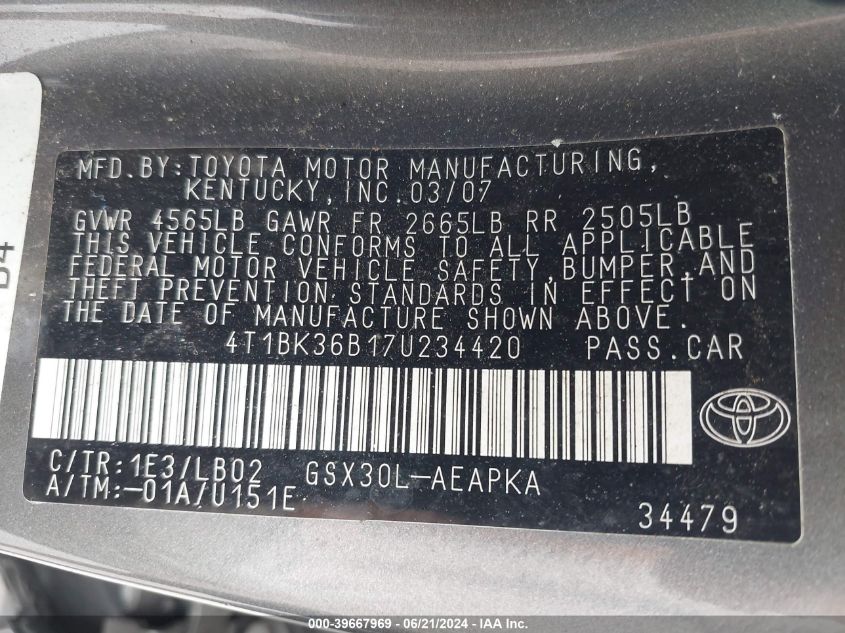 D4
MFD.BY:TOYOTA MOTOR MANUFACTURING,
KENTUCKY, INC. 03/07
GVWR 4565LB GAWR FR 2665LB RR 2505LB
THIS VEHICLE CONFORMS TO ALL APPLICABLE
FEDERAL MOTOR VEHICLE SAFETY, BUMPER, AND
THEFT PREVENTION STANDARDS IN EFFECT ON
THE DATE OF MANUFACTURE SHOWN ABOVE.
4T1BK36B17U234420 PASS.CAR
C/TR:1E3/LB02 GSX30L-AEAPKA
A/TM:-01A/U151E
34479
000-39667969 - 06/21/2024 - IAAI.COM